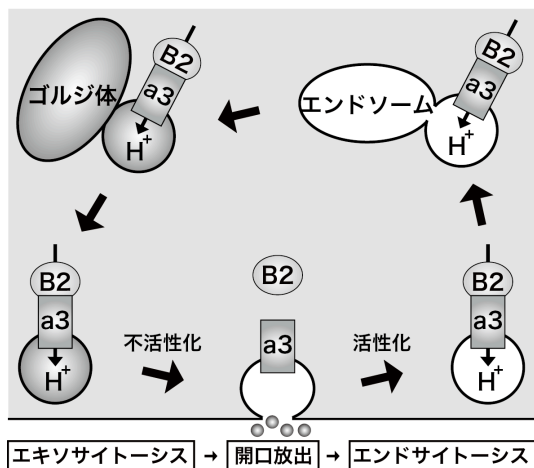 B2
a3
ゴルジ体
H+
B2
a3
エンドソーム
H+
B2
a3
H+
不活性化
B2
a3
活性化
B2
a3
H+
エキソサイトーシス → 開口放出 → エンドサイトーシス